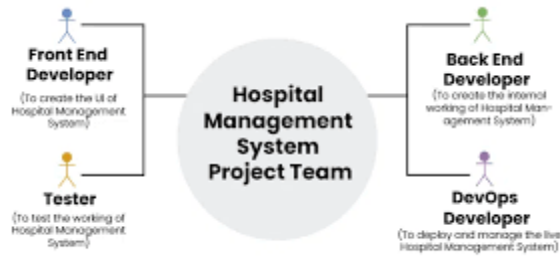 Front End
Developer
(To create the UI of
Hospital Management
System)
Tester
(To test the working of
Hospital Management
System)
Hospital
Management
System
Project Team
Back End
Developer
(To create the internal
working of Hospital Man-
agement System)
DevOps
Developer
(To deploy and manage the live
Hospital Management System)